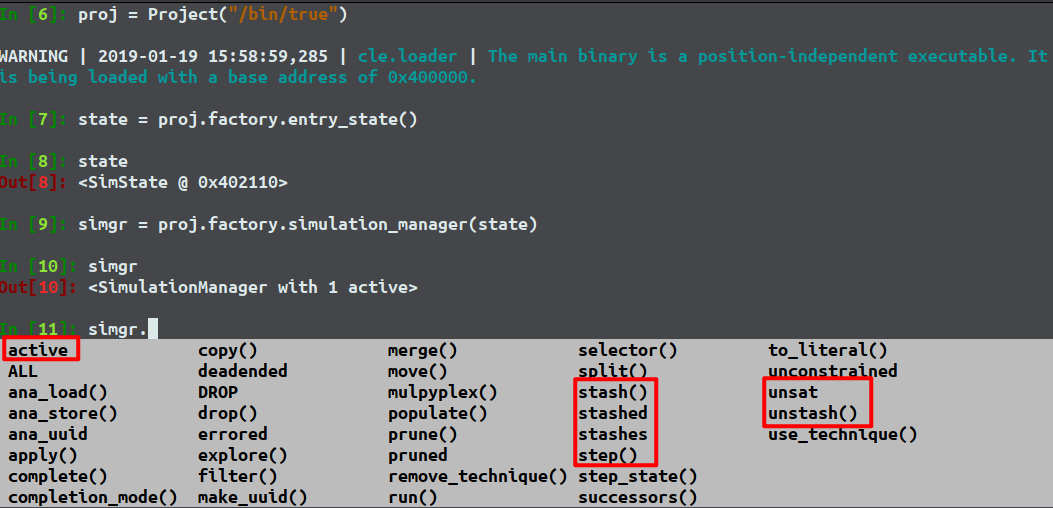 In [6]: proj = Project("/bin/true")
WARNING | 2019-01-19 15:58:59,285 | cle.loader | The main binary is a position-independent executable. It
is being loaded with a base address of 0x400000.
In [7]: state = proj.factory.entry_state()
In [8]: state
Out[8]: <SimState @ 0x402110>
In [9]: simgr = proj.factory.simulation_manager(state)
In [10]: simgr
Out[10]: <SimulationManager with 1 active>
In [11]: simgr.
active copy() merge() selector() to_literal()
ALL deadended move() split() unconstrained
ana_load() DROP mulpyplex() stash() unsat
ana_store() drop() populate() stashed unstash()
ana_uuid errored prune() stashes use_technique()
apply() explore() pruned step()
complete() filter() remove_technique() step_state()
completion_mode() make_uuid() run() successors()